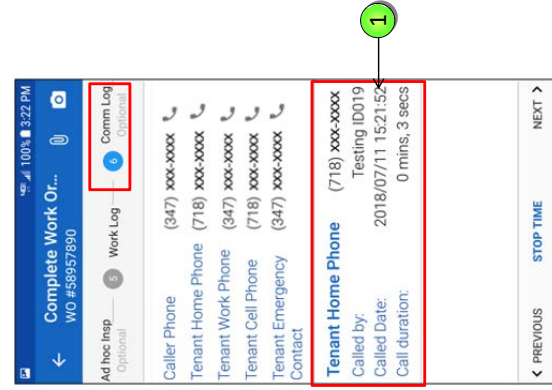 100% 3:22 PM
Complete Work Or...
WO #58957890
Ad hoc Insp
Optional
5
Work Log
6
Comm Log
Optional
Caller Phone (347) xxx-xxxx
Tenant Home Phone (718) xxx-xxxx
Tenant Work Phone (347) xxx-xxxx
Tenant Cell Phone (718) xxx-xxxx
Tenant Emergency (347) xxx-xxxx
Contact
Tenant Home Phone (718) xxx-xxxx
Called by: Testing ID019
Called Date: 2018/07/11 15:21:52
Call duration: 0 mins, 3 secs
PREVIOUS STOP TIME NEXT
1